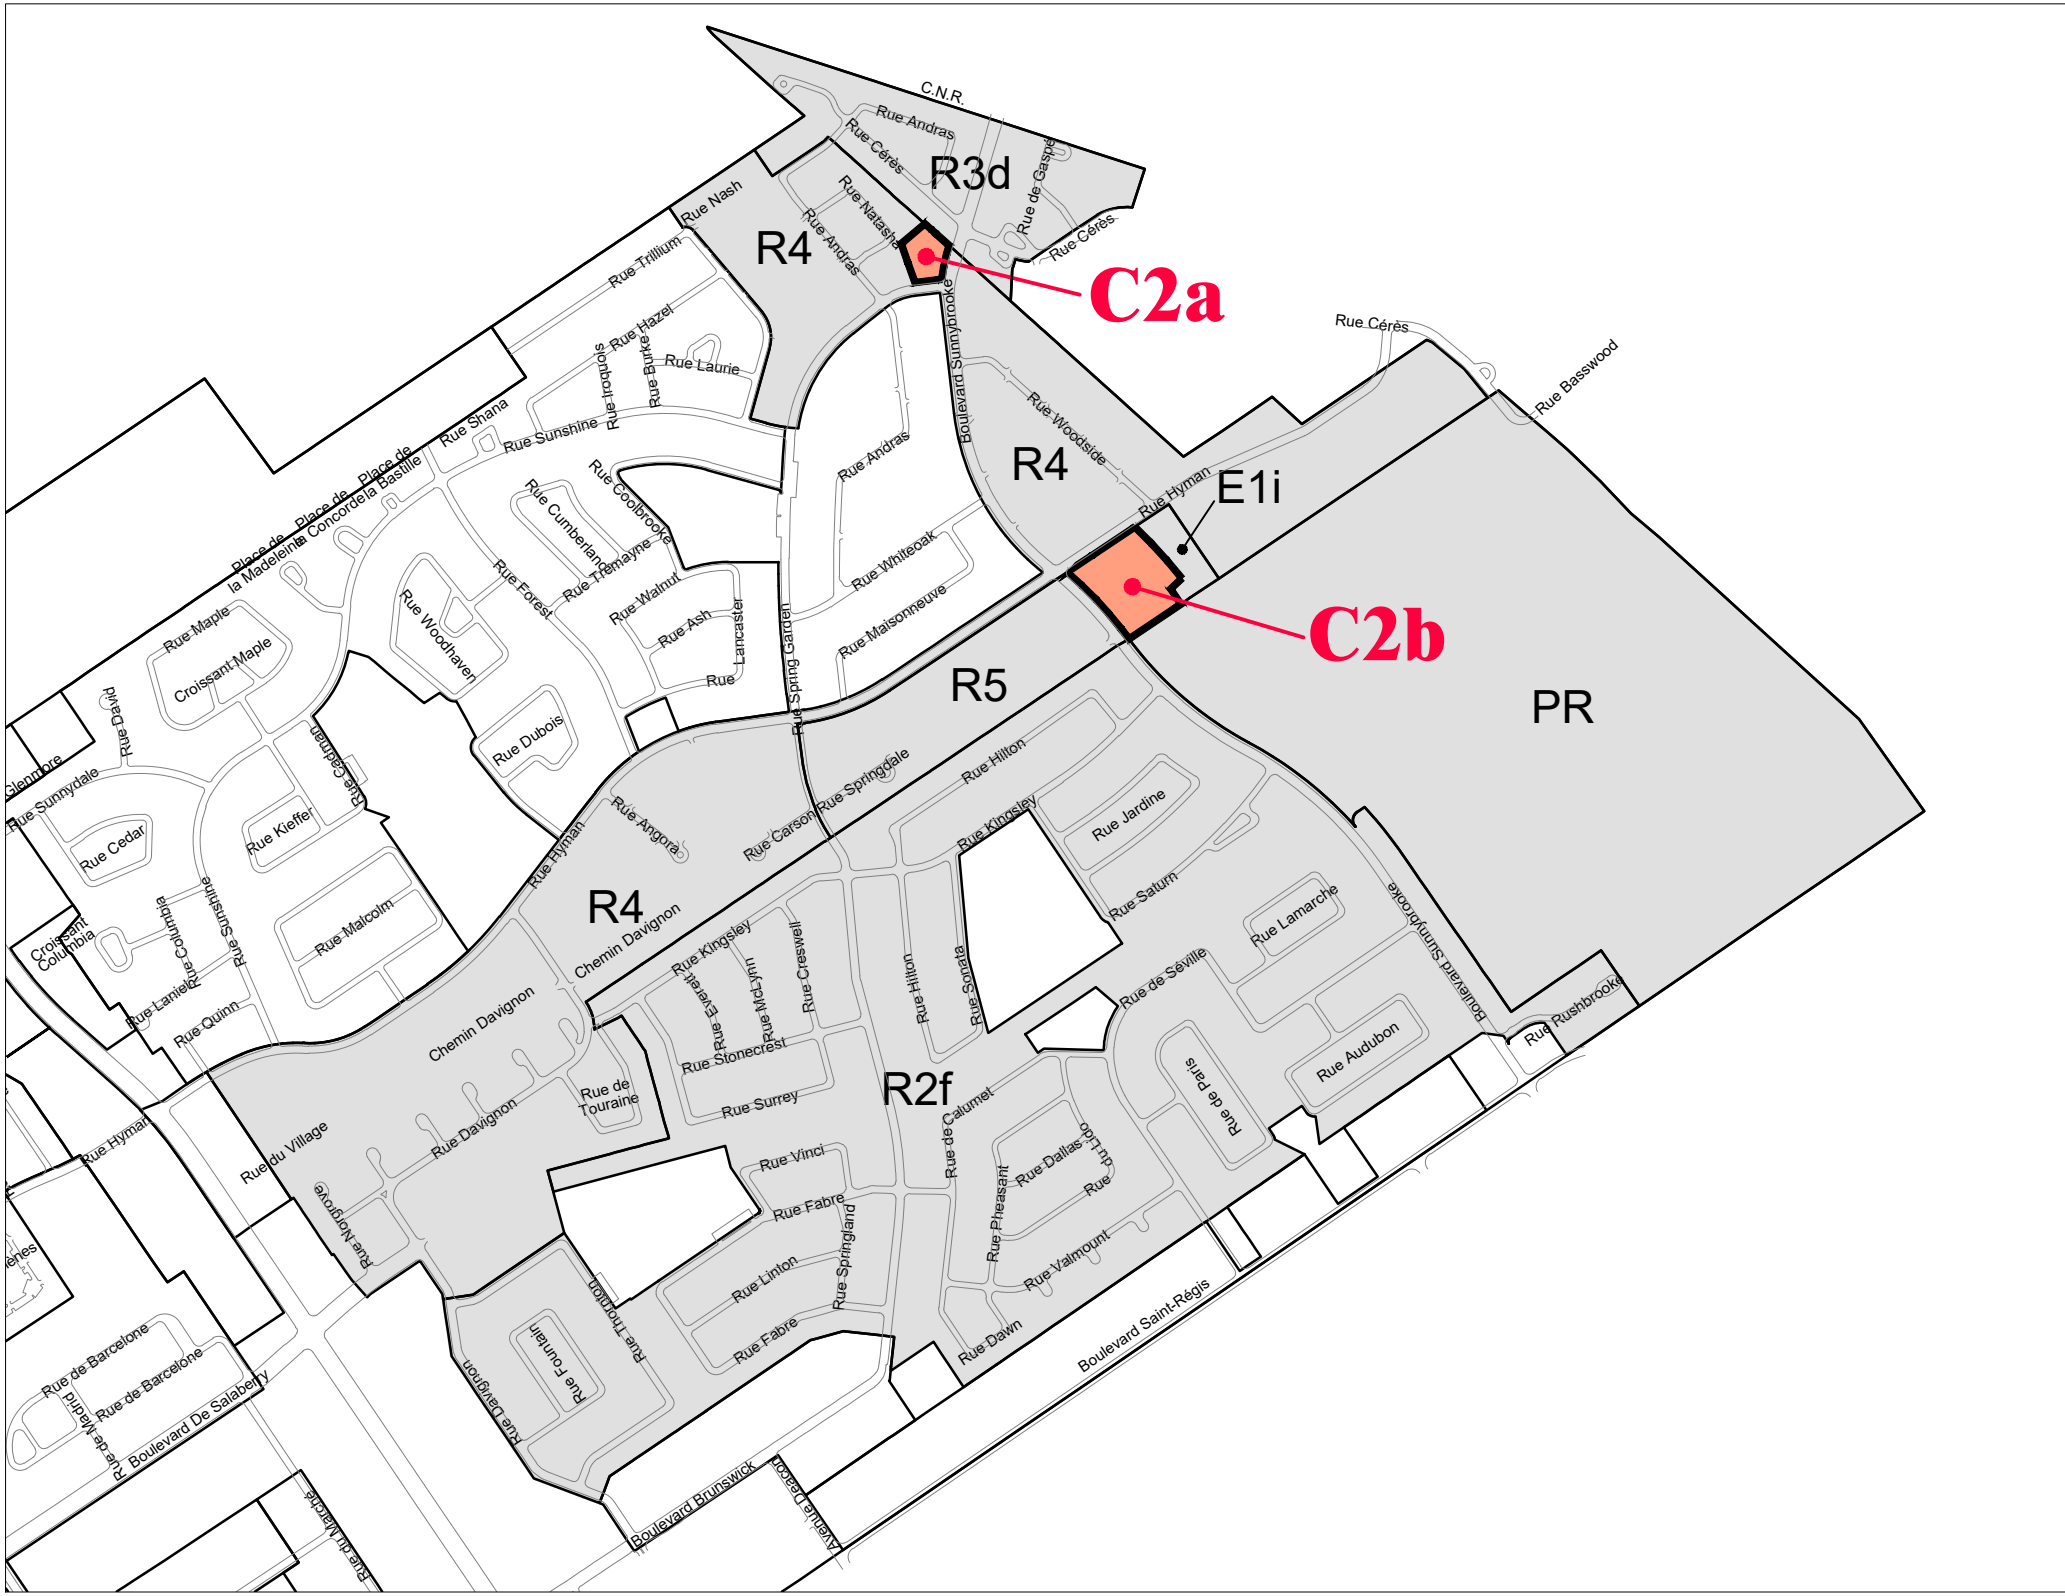 C.N.R.
Rue Andras
Rue Cérès
R3d
Rue de Gaspé
Rue Cérès
Rue Nash
Rue Natasha
Rue Andras
R4
C2a
Rue Trillium
Rue Hazel
Rue Iroquois
Rue Burke
Rue Laurie
Boulevard Sunnybrooke
Rue Cérès
Rue Basswood
Rue Shana
Rue Sunshine
Rue Woodside
Rue Andras
R4
Rue Hyman
E1i
Place de
la Bastille
Place de
la Concorde
Place de
la Madeleine
Rue Coolbrooke
Rue Cumberland
Rue Tremayne
Rue Forest
Rue Walnut
Rue Ash
Lancaster
Rue
Rue Whiteoak
Rue Maisonneuve
Rue Spring Garden
C2b
Rue Maple
Croissant Maple
Rue Woodhaven
Rue Dubois
R5
PR
Rue David
Glenmore
Rue Sunnydale
Rue Cadman
Rue Kieffer
Rue Cedar
Rue Angora
Rue Carson
Rue Springdale
Rue Hilton
Rue Kingsley
Rue Jardine
Rue Saturn
Rue Lamarche
Boulevard Sunnybrooke
Rue Hyman
R4
Chemin Davignon
Rue Malcolm
Rue Sunshine
Rue Columbia
Croissant
Columbia
Rue Laniel
Rue Quinn
Rue Kingsley
Rue Everett
Rue McLynn
Rue Creswell
Rue Hilton
Rue Sonata
Rue de Séville
Rue Rushbrooke
Chemin Davignon
Rue Stonecrest
Rue Surrey
Rue de
Touraine
R2f
Rue de Calumet
Rue de Paris
Rue Audubon
Rue Hyman
Rue du Village
Rue Davignon
Rue Norgrove
Rue Vinci
Rue Fabre
Rue Springland
Rue Linton
Rue Fabre
Rue Dallas
Rue
du Lido
Rue Pheasant
Rue Valmount
Rue Dawn
Boulevard Saint-Régis
Rue Thornton
Rue Fountain
Rue Davignon
Rue de Barcelone
Rue de Barcelone
Rue de Madrid
Boulevard De Salaberry
Rue du Marché
Boulevard Brunswick
Avenue Deacon